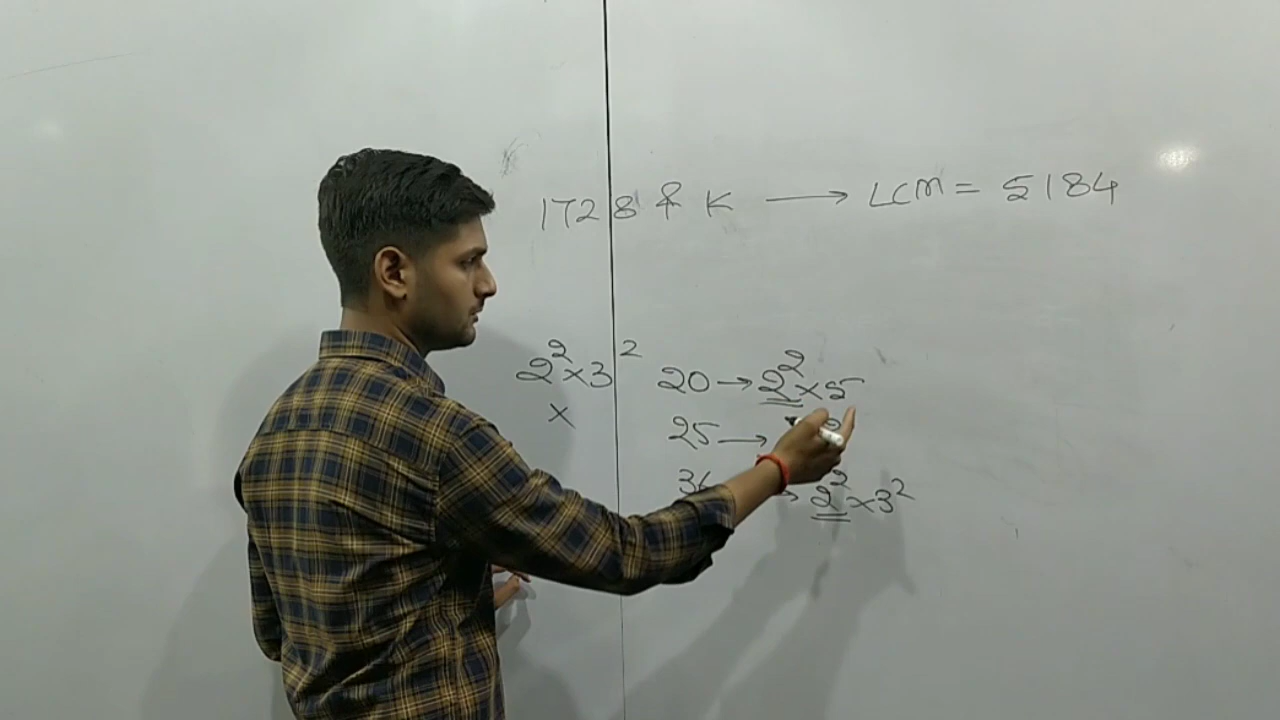 1728 & K → LCM = 5184
2² × 3²
×
20 → 2² × 5
25 →
36 → 2² × 3²